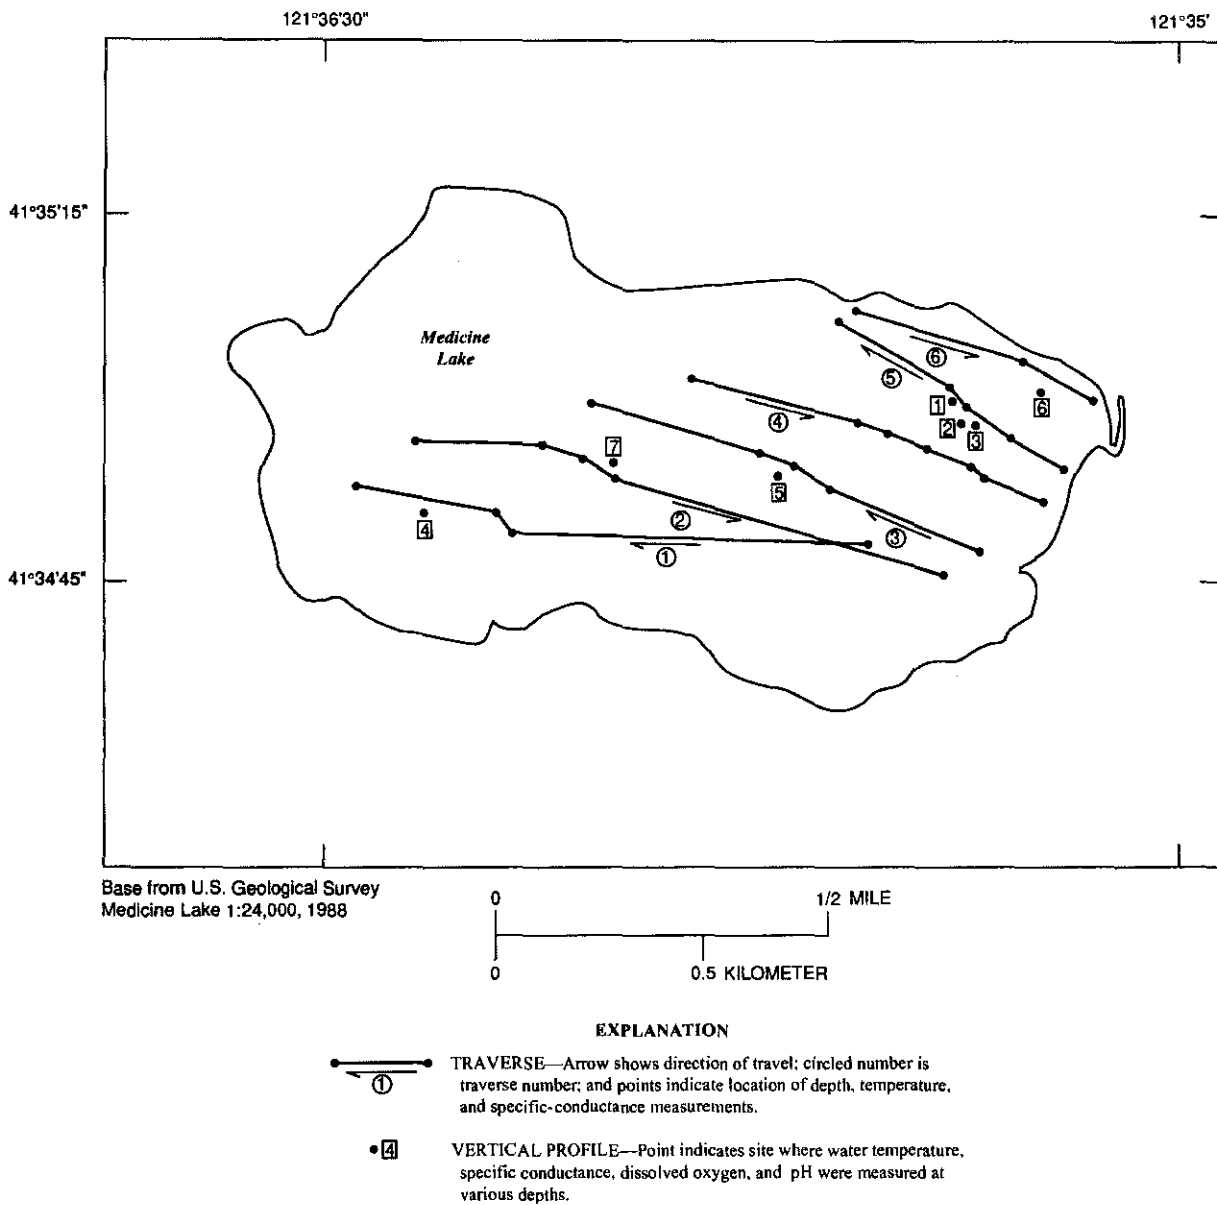 121°36'30"
121°35'
41°35'15"
Medicine
Lake
6
5
1
6
4
2
3
7
5
2
4
3
1
41°34'45"
Base from U.S. Geological Survey
Medicine Lake 1:24,000, 1988
0
1/2 MILE
0
0.5 KILOMETER
EXPLANATION
TRAVERSE—Arrow shows direction of travel; circled number is
traverse number; and points indicate location of depth, temperature,
and specific-conductance measurements.
1
4
VERTICAL PROFILE—Point indicates site where water temperature,
specific conductance, dissolved oxygen, and pH were measured at
various depths.